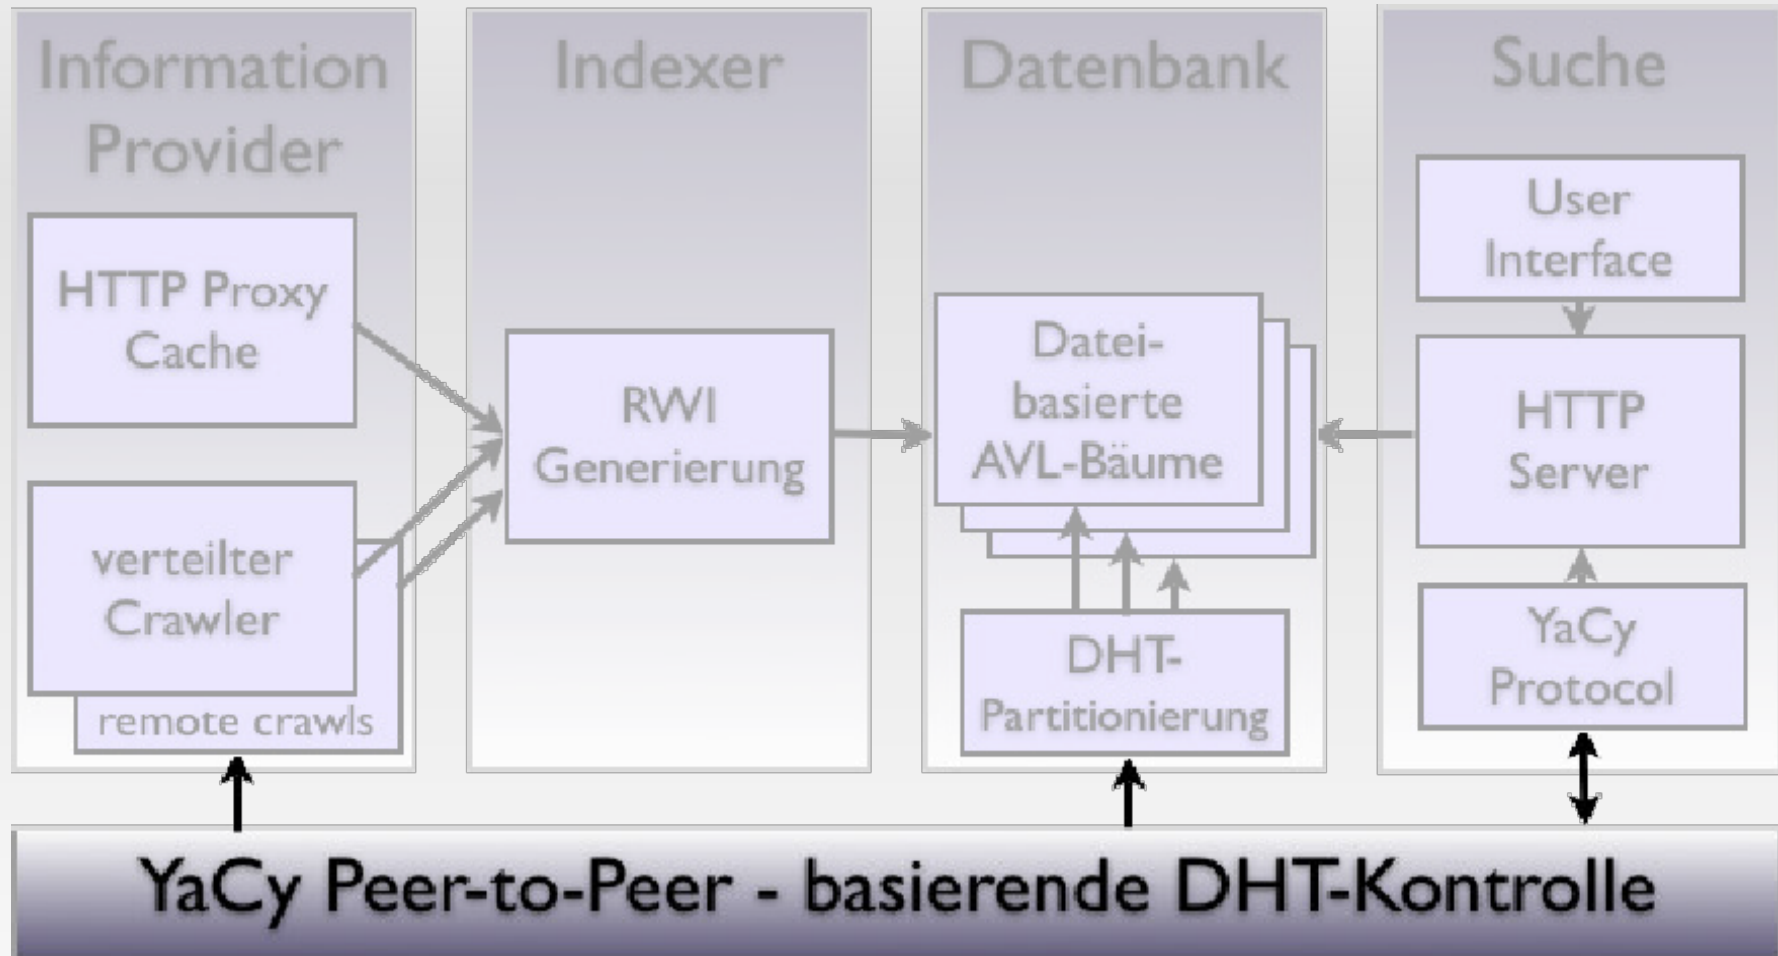 Information
Provider
HTTP Proxy
Cache
verteilter
Crawler
remote crawls
Indexer
RWI
Generierung
Datenbank
Datei-
basierte
AVL-Bäume
DHT-
Partitionierung
Suche
User
Interface
HTTP
Server
YaCy
Protocol
YaCy Peer-to-Peer - basierende DHT-Kontrolle